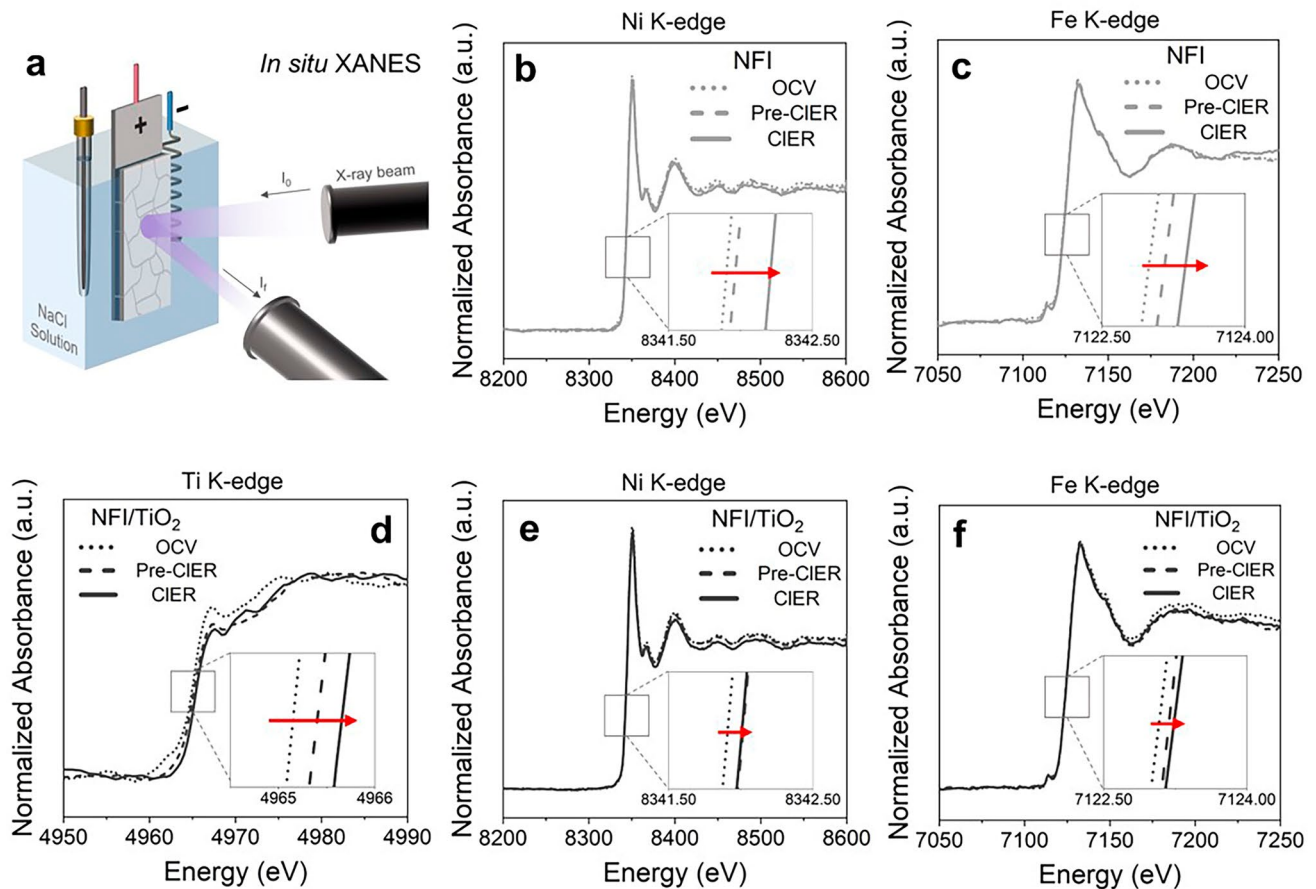 a
In situ XANES
+
-
I0
X-ray beam
If
NaCl
Solution
Ni K-edge
b
NFI
OCV
Pre-ClER
ClER
8341.50
8342.50
8200
8300
8400
8500
8600
Energy (eV)
Normalized Absorbance (a.u.)
Fe K-edge
c
NFI
OCV
Pre-ClER
ClER
7122.50
7124.00
7050
7100
7150
7200
7250
Energy (eV)
Normalized Absorbance (a.u.)
Ti K-edge
NFI/TiO2
d
OCV
Pre-ClER
ClER
4965
4966
4950
4960
4970
4980
4990
Energy (eV)
Normalized Absorbance (a.u.)
Ni K-edge
e
NFI/TiO2
OCV
Pre-ClER
ClER
8341.50
8342.50
8200
8300
8400
8500
8600
Energy (eV)
Normalized Absorbance (a.u.)
Fe K-edge
f
NFI/TiO2
OCV
Pre-ClER
ClER
7122.50
7124.00
7050
7100
7150
7200
7250
Energy (eV)
Normalized Absorbance (a.u.)